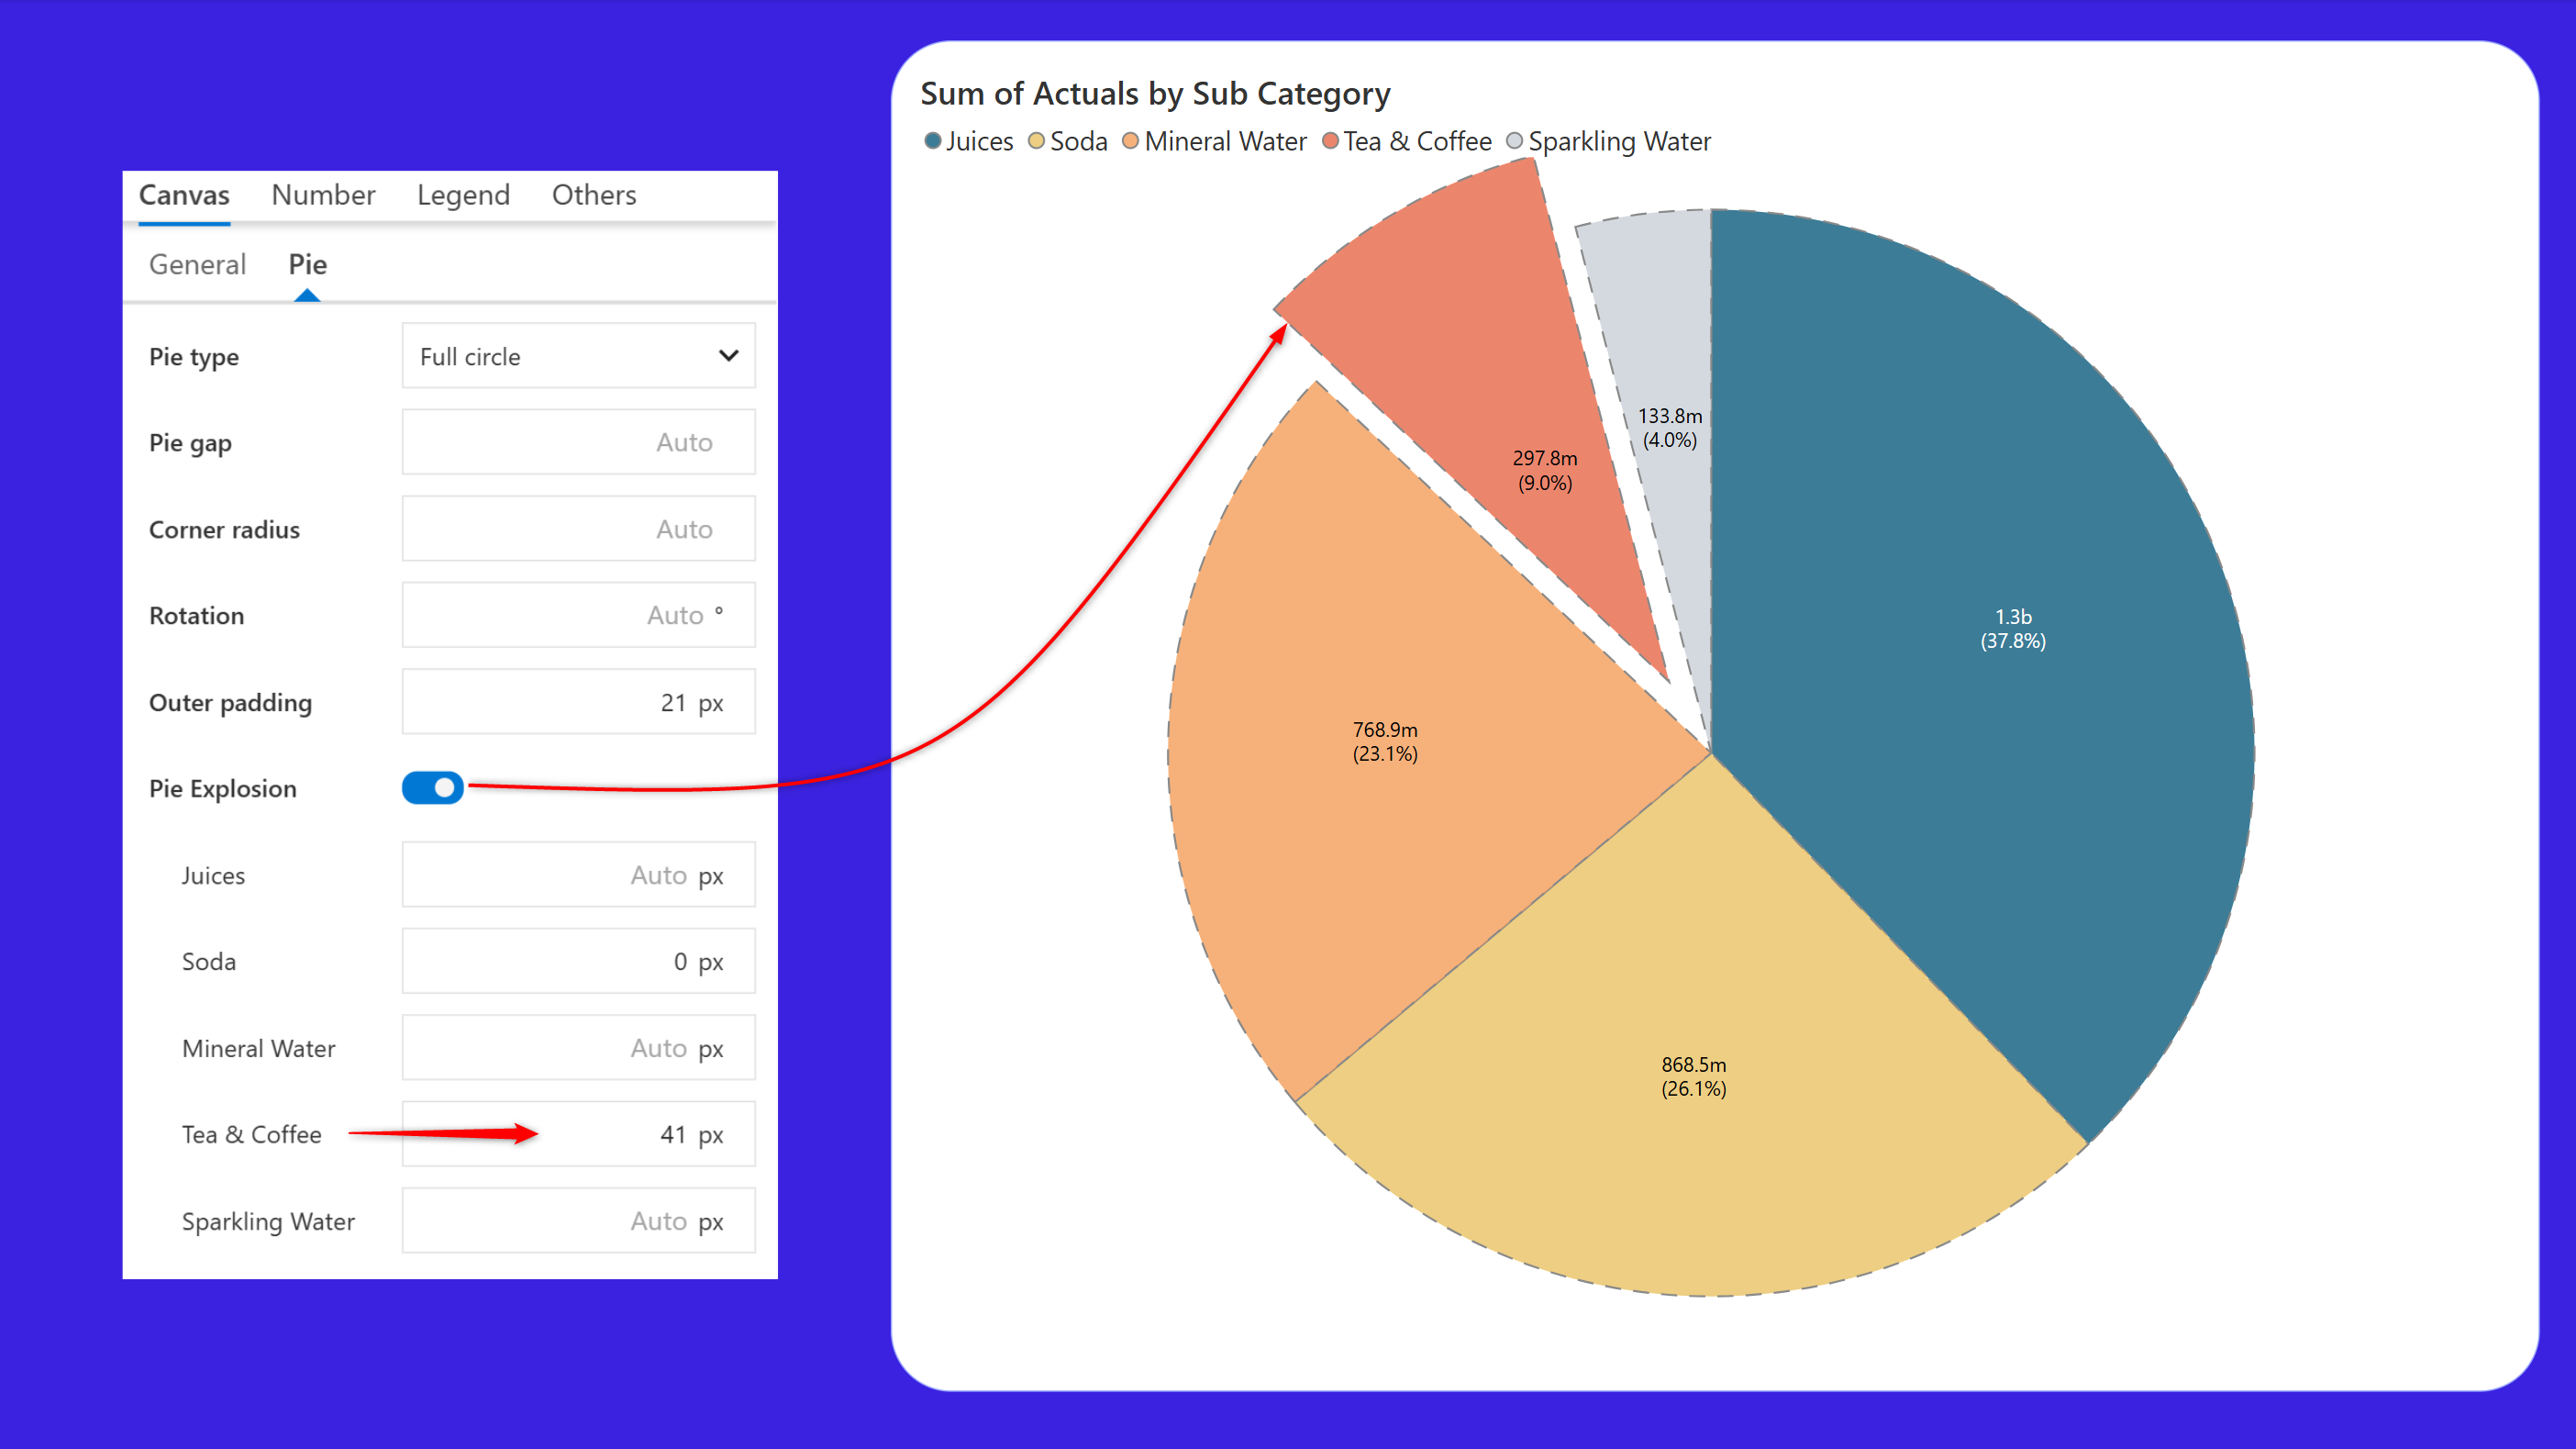 Canvas Number Legend Others
General Pie
Pie type Full circle
Pie gap Auto
Corner radius Auto
Rotation Auto °
Outer padding 21 px
Pie Explosion
Juices Auto px
Soda 0 px
Mineral Water Auto px
Tea & Coffee 41 px
Sparkling Water Auto px
Sum of Actuals by Sub Category
Juices Soda Mineral Water Tea & Coffee Sparkling Water
133.8m
(4.0%)
297.8m
(9.0%)
1.3b
(37.8%)
768.9m
(23.1%)
868.5m
(26.1%)